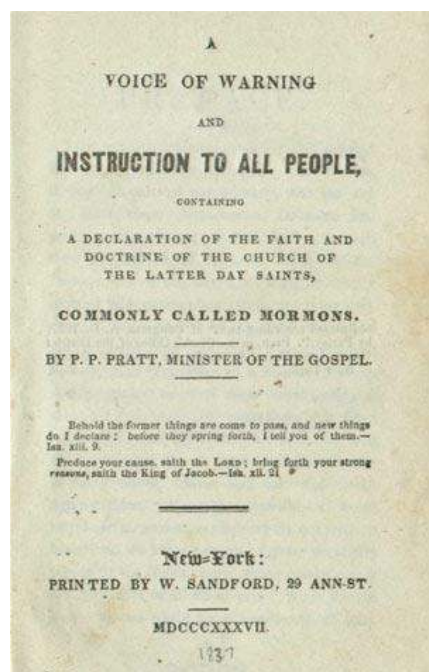 A
VOICE OF WARNING
AND
INSTRUCTION TO ALL PEOPLE,
CONTAINING
A DECLARATION OF THE FAITH AND
DOCTRINE OF THE CHURCH OF
THE LATTER DAY SAINTS,
COMMONLY CALLED MORMONS.
BY P. P. PRATT, MINISTER OF THE GOSPEL.
Behold the former things are come to pass, and new things
do I declare; before they spring forth, I tell you of them.—
Isa. xlii. 9.
Produce your cause, saith the LORD; bring forth your strong
reasons, saith the King of Jacob.—Isa. xli. 21
New=York:
PRINTED BY W. SANDFORD, 29 ANN-ST.
MDCCCXXXVII.
1837